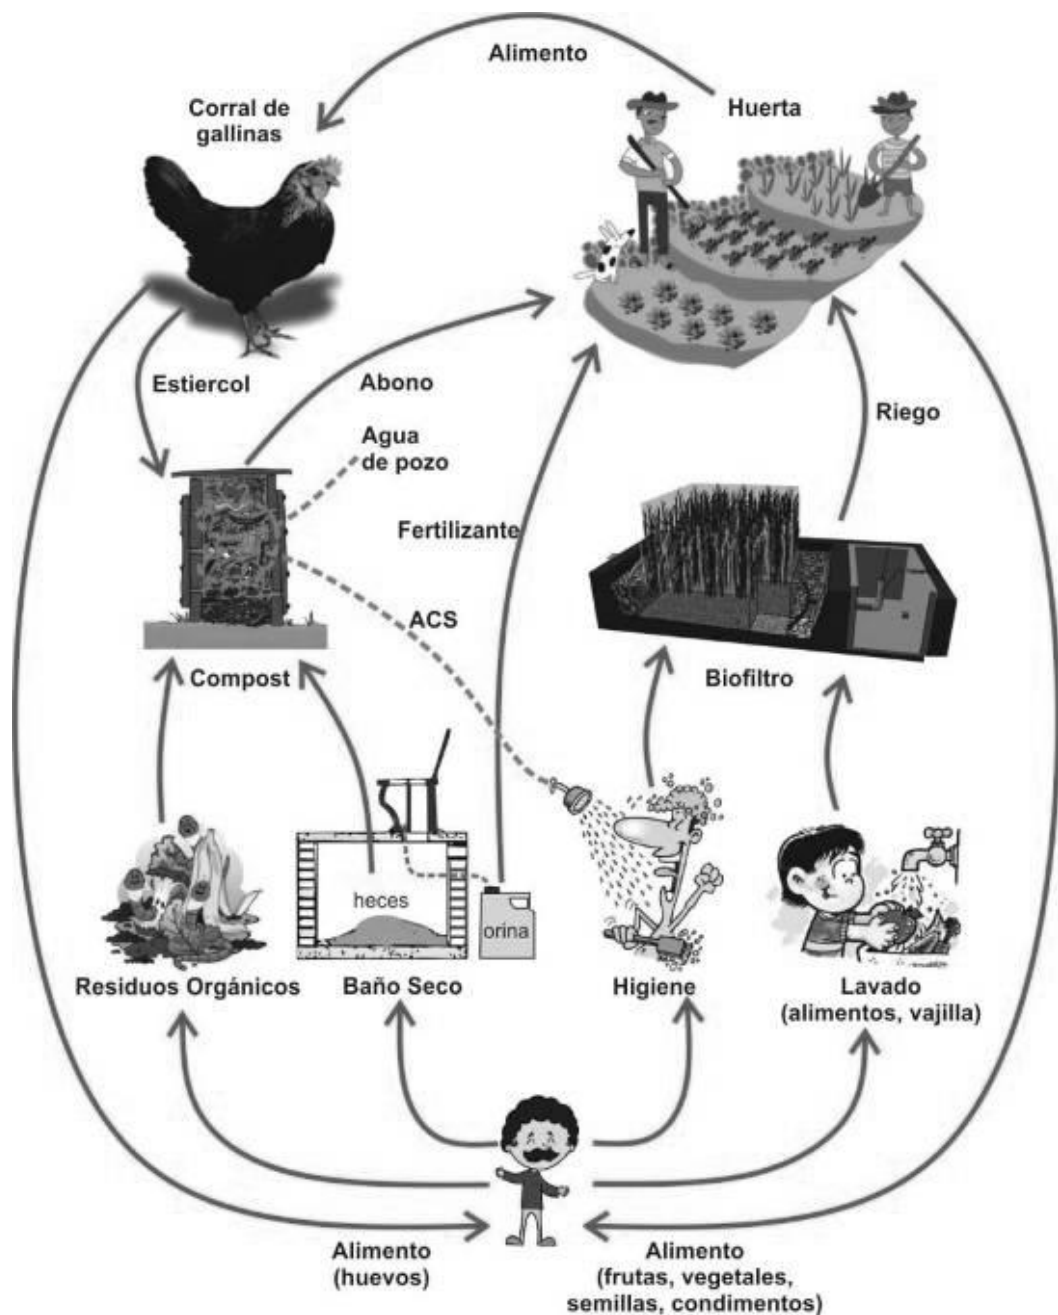 Alimento
Corral de
gallinas
Huerta
Estiercol
Abono
Agua
de pozo
Riego
Fertilizante
ACS
Compost
Biofiltro
heces
orina
Residuos Orgánicos
Baño Seco
Higiene
Lavado
(alimentos, vajilla)
Alimento
(huevos)
Alimento
(frutas, vegetales,
semillas, condimentos)